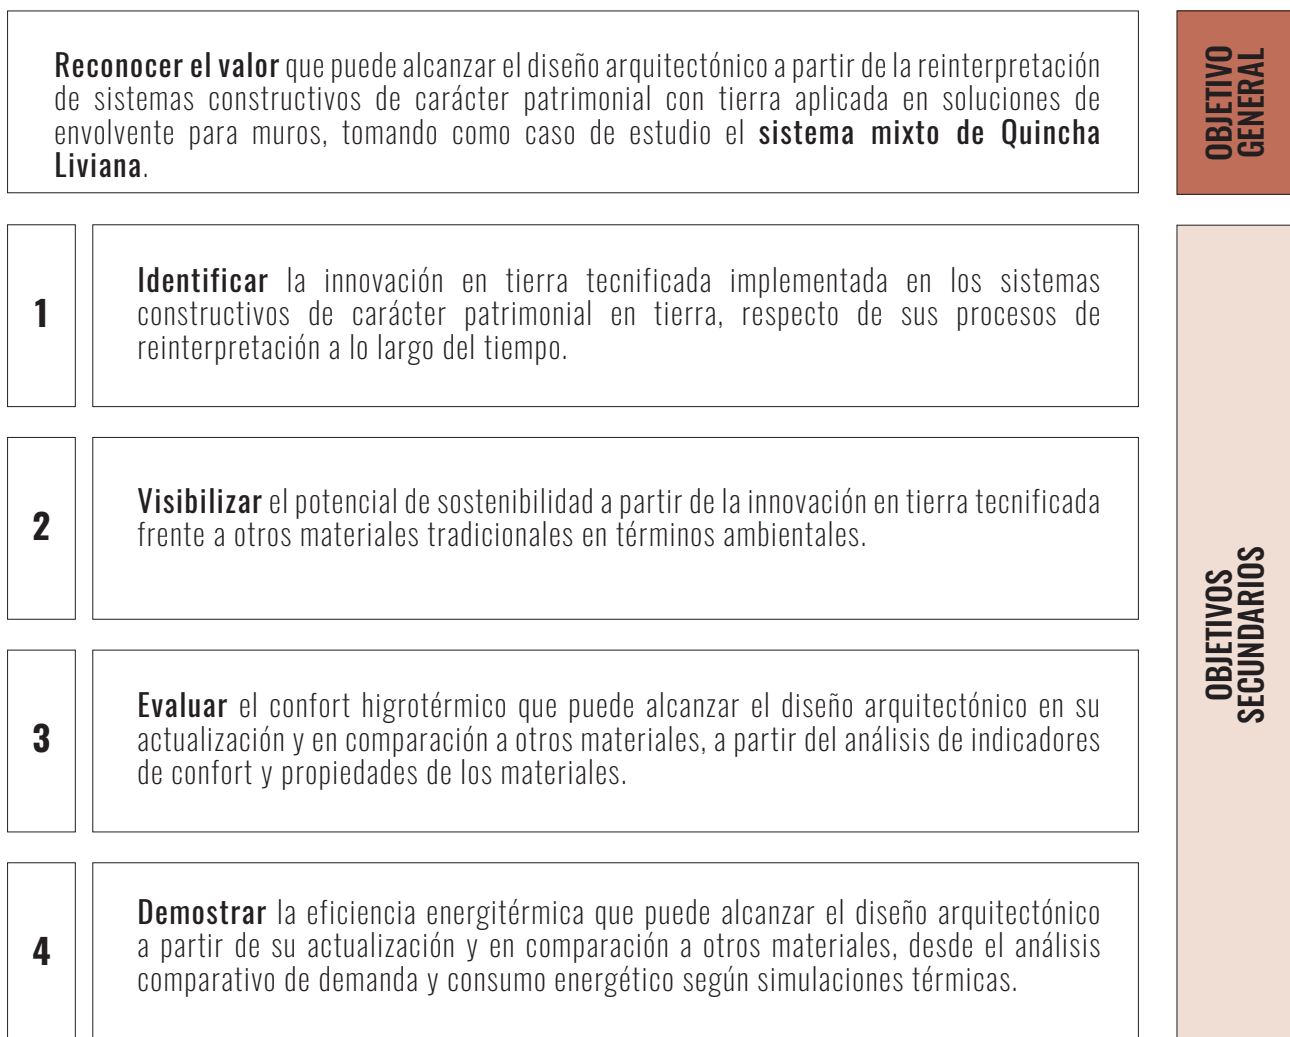 Reconocer el valor que puede alcanzar el diseño arquitectónico a partir de la reinterpretación
de sistemas constructivos de carácter patrimonial con tierra aplicada en soluciones de
envolvente para muros, tomando como caso de estudio el sistema mixto de Quincha
Liviana.
OBJETIVO
GENERAL
1
Identificar la innovación en tierra tecnificada implementada en los sistemas
constructivos de carácter patrimonial en tierra, respecto de sus procesos de
reinterpretación a lo largo del tiempo.
2
Visibilizar el potencial de sostenibilidad a partir de la innovación en tierra tecnificada
frente a otros materiales tradicionales en términos ambientales.
3
Evaluar el confort higrotérmico que puede alcanzar el diseño arquitectónico en su
actualización y en comparación a otros materiales, a partir del análisis de indicadores
de confort y propiedades de los materiales.
4
Demostrar la eficiencia energitérmica que puede alcanzar el diseño arquitectónico
a partir de su actualización y en comparación a otros materiales, desde el análisis
comparativo de demanda y consumo energético según simulaciones térmicas.
OBJETIVOS
SECUNDARIOS